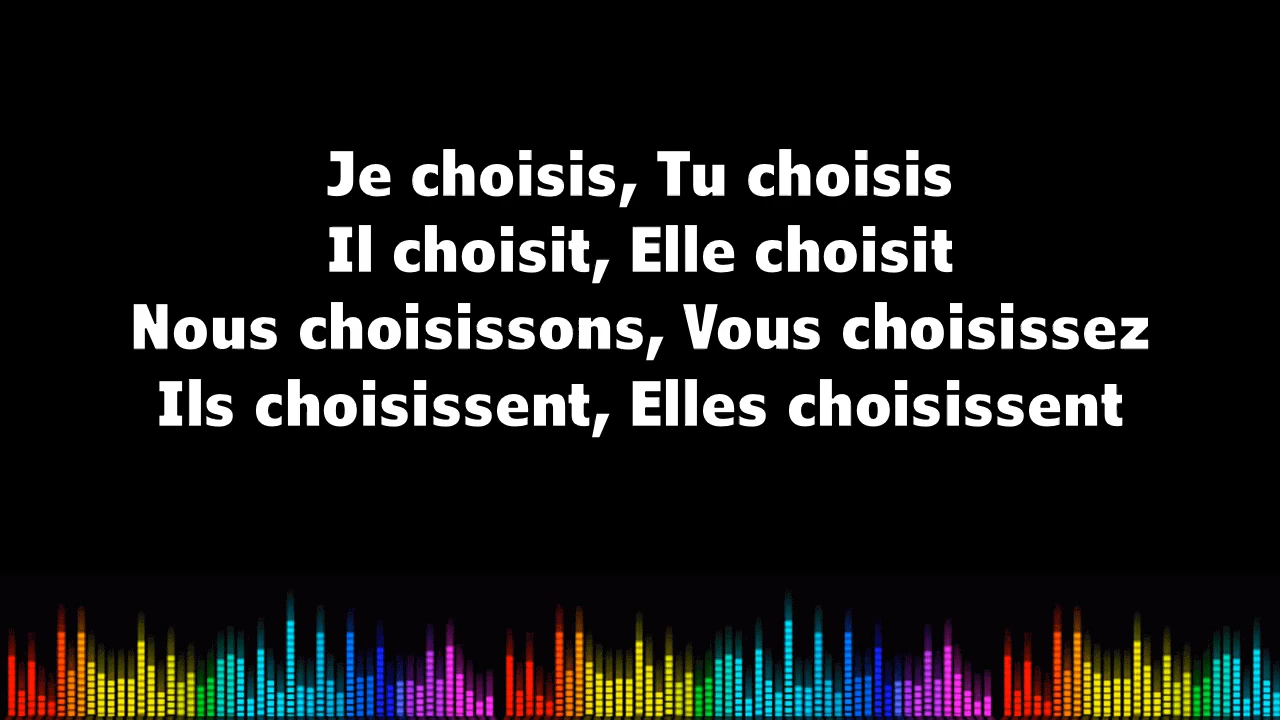 Je choisis, Tu choisis
Il choisit, Elle choisit
Nous choisissons, Vous choisissez
Ils choisissent, Elles choisissent